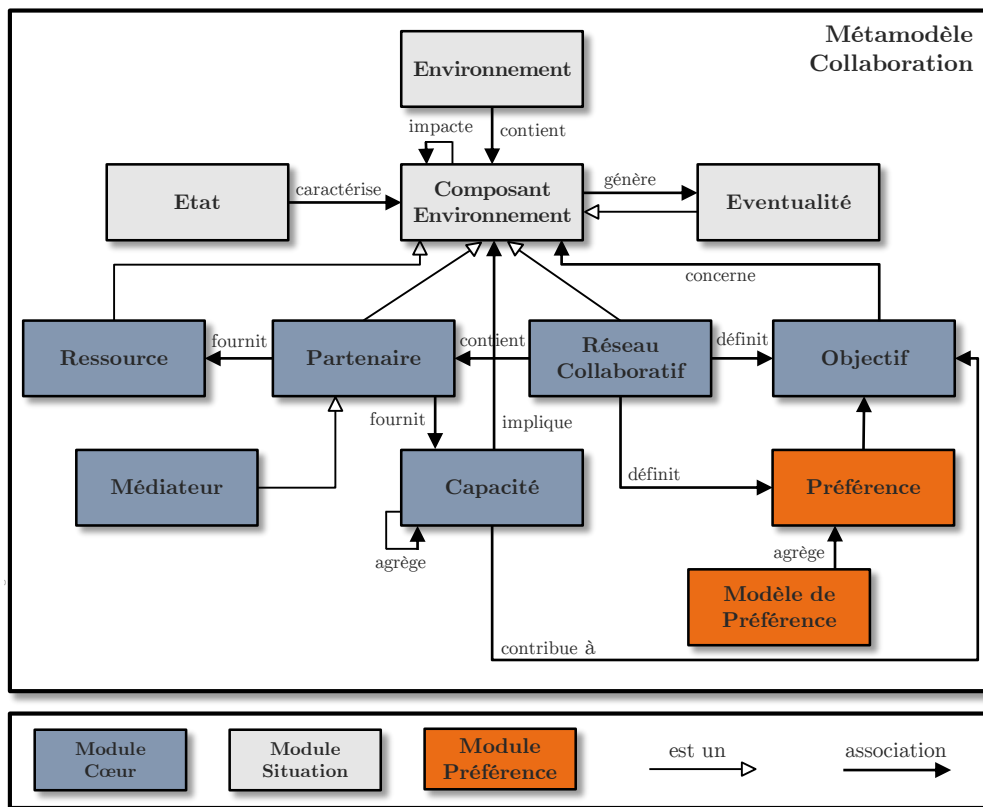 Métamodèle
Collaboration
Environnement
impacte
contient
Etat
caractérise
Composant
Environnement
génère
Eventualité
concerne
Ressource
fournit
Partenaire
contient
Réseau
Collaboratif
définit
Objectif
fournit
implique
Médiateur
Capacité
définit
Préférence
agrège
agrège
Modèle de
Préférence
contribue à
Module
Cœur
Module
Situation
Module
Préférence
est un
association